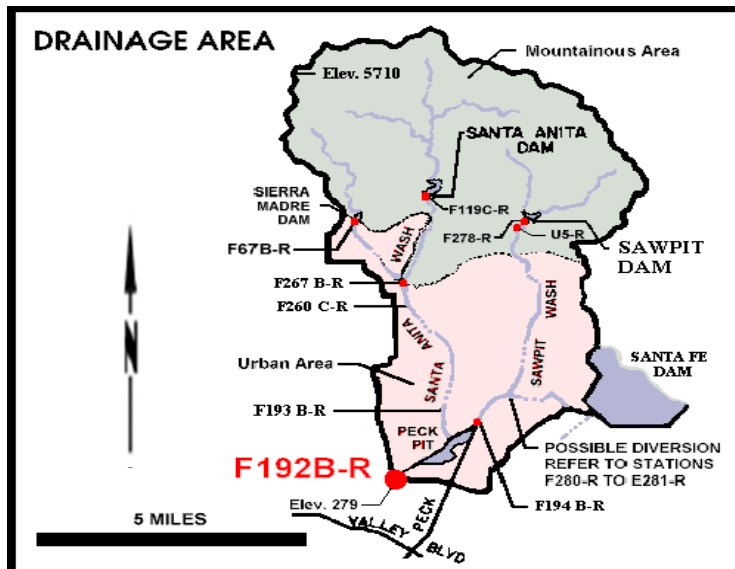 DRAINAGE AREA
Mountainous Area
Elev. 5710
SANTA ANITA
DAM
SIERRA
MADRE
DAM
F119C-R
F67B-R
WASH
F278-R
U5-R
SAWPIT
DAM
F267 B-R
F260 C-R
WASH
ANITA
SANTA
SAWPIT
Urban Area
SANTA FE
DAM
F193 B-R
PECK
PIT
F192B-R
POSSIBLE DIVERSION
REFER TO STATIONS
F280-R TO E281-R
F194 B-R
Elev. 279
N
5 MILES
VALLEY
BLVD
PECK